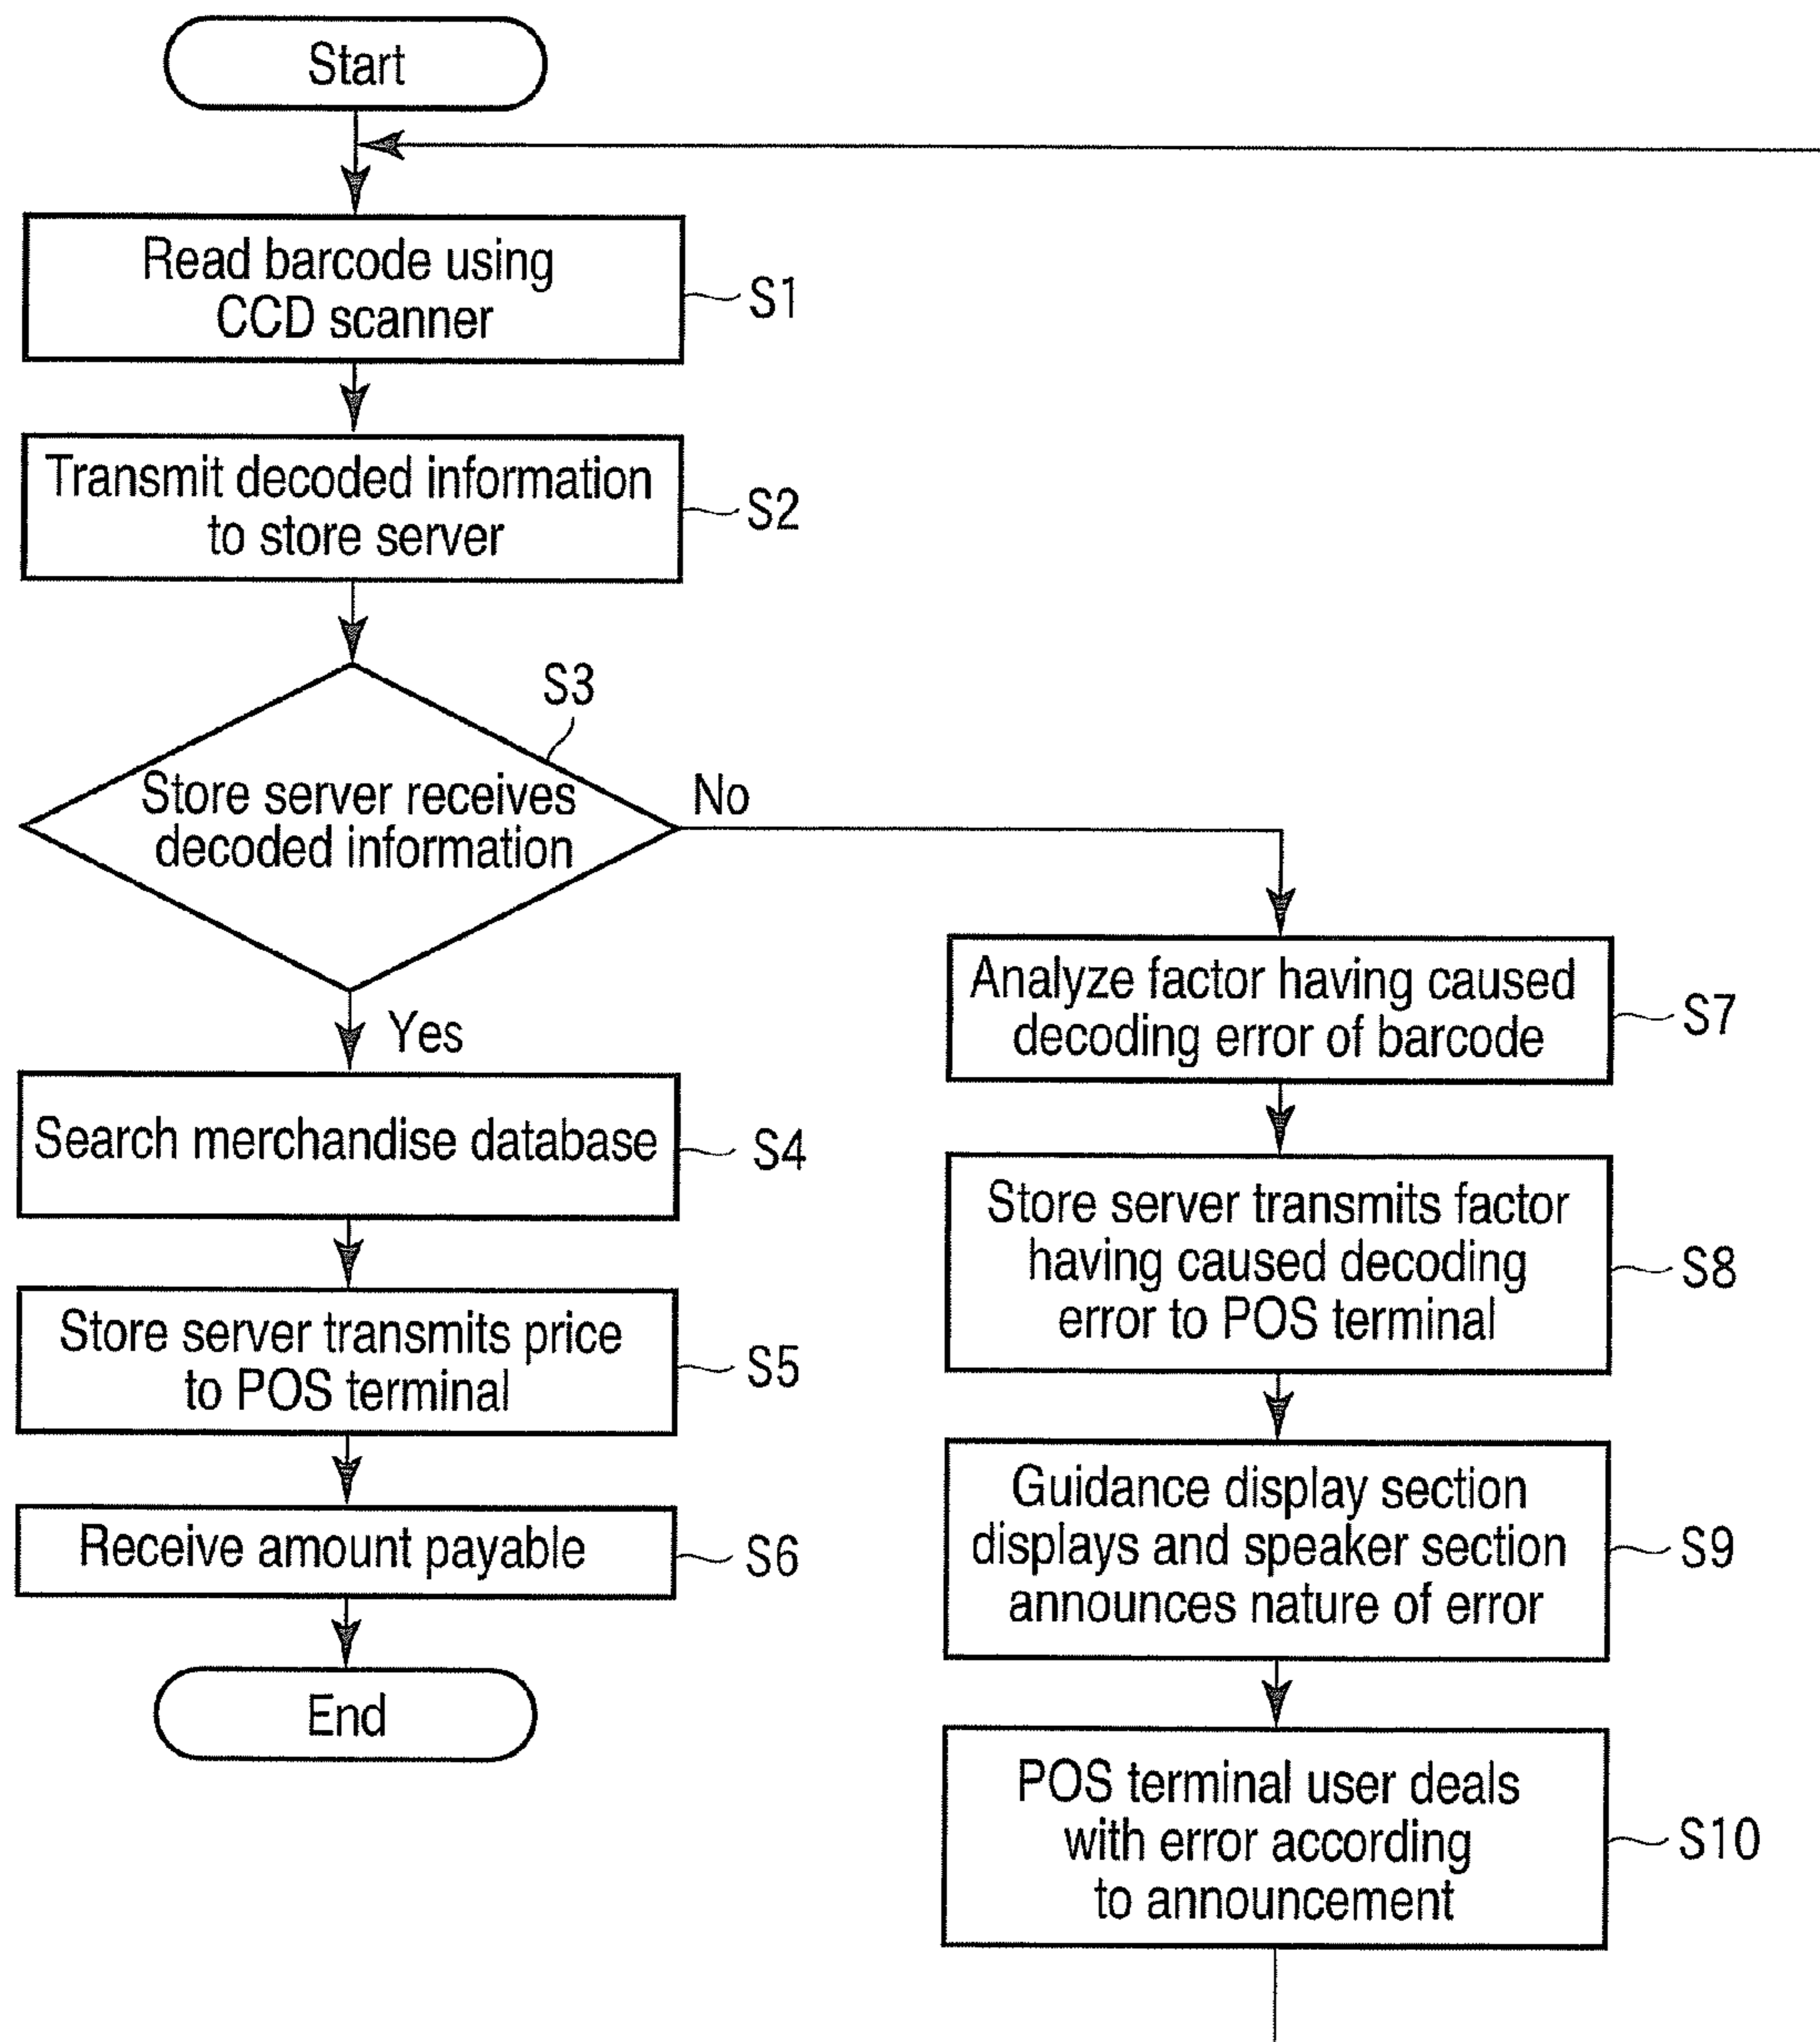 Start
Read barcode using
CCD scanner
S1
Transmit decoded information
to store server
S2
S3
Store server receives
decoded information
No
Yes
Search merchandise database
S4
Store server transmits price
to POS terminal
S5
Receive amount payable
S6
End
Analyze factor having caused
decoding error of barcode
S7
Store server transmits factor
having caused decoding
error to POS terminal
S8
Guidance display section
displays and speaker section
announces nature of error
S9
POS terminal user deals
with error according
to announcement
S10